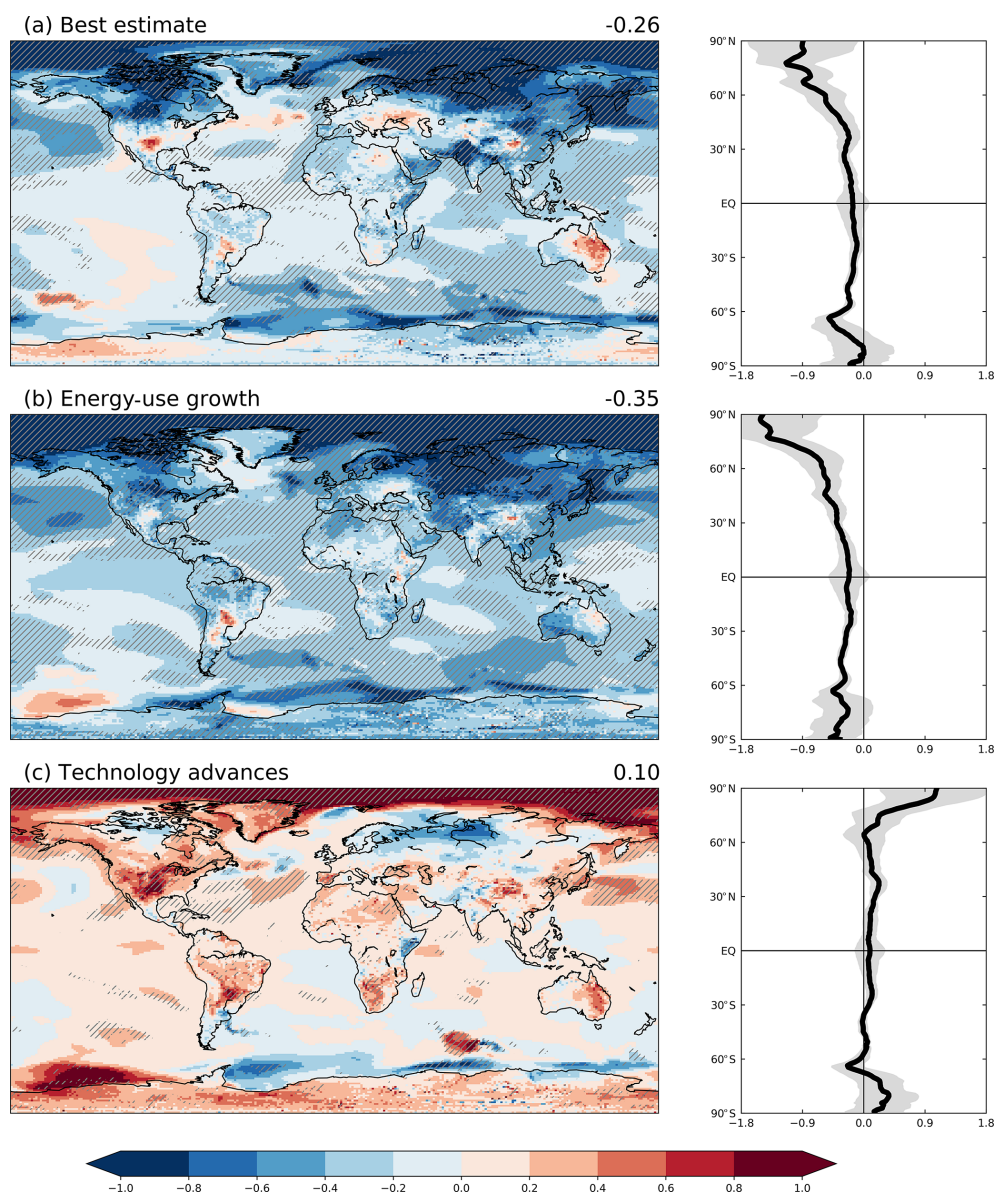 (a) Best estimate -0.26
90°N
60°N
30°N
EQ
30°S
60°S
90°S
−1.8 −0.9 0.0 0.9 1.8
(b) Energy-use growth -0.35
90°N
60°N
30°N
EQ
30°S
60°S
90°S
−1.8 −0.9 0.0 0.9 1.8
(c) Technology advances 0.10
90°N
60°N
30°N
EQ
30°S
60°S
90°S
−1.8 −0.9 0.0 0.9 1.8
−1.0 −0.8 −0.6 −0.4 −0.2 0.0 0.2 0.4 0.6 0.8 1.0